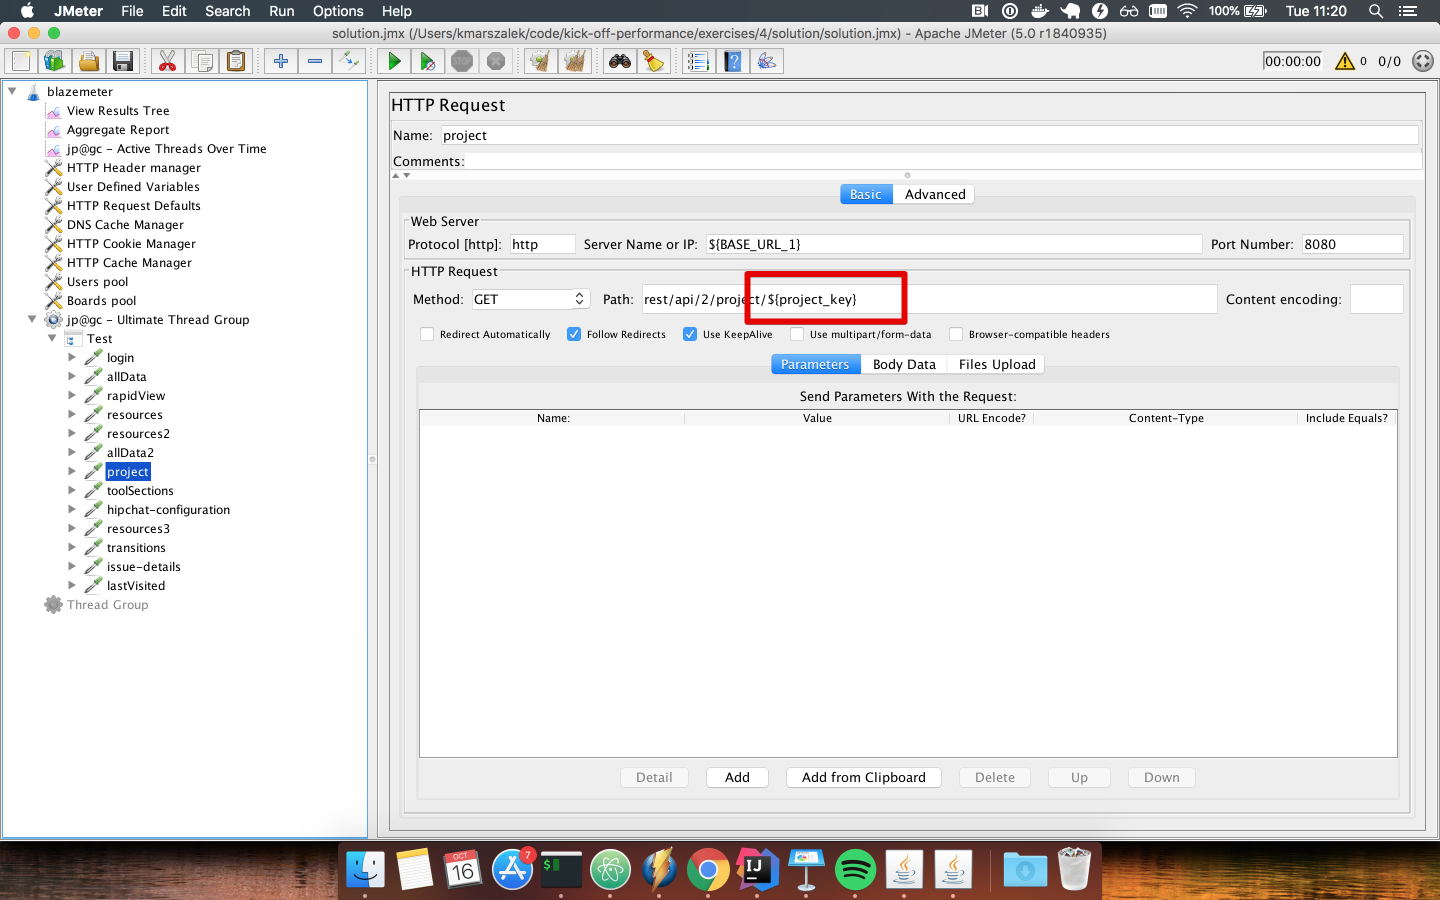 JMeter File Edit Search Run Options Help 100% Tue 11:20
solution.jmx (/Users/kmarszalek/code/kick-off-performance/exercises/4/solution/solution.jmx) - Apache JMeter (5.0 r1840935)
00:00:00 0 0/0
blazemeter
View Results Tree
Aggregate Report
jp@gc - Active Threads Over Time
HTTP Header manager
User Defined Variables
HTTP Request Defaults
DNS Cache Manager
HTTP Cookie Manager
HTTP Cache Manager
Users pool
Boards pool
jp@gc - Ultimate Thread Group
Test
login
allData
rapidView
resources
resources2
allData2
project
toolSections
hipchat-configuration
resources3
transitions
issue-details
lastVisited
Thread Group
HTTP Request
Name: project
Comments:
Basic Advanced
Web Server
Protocol [http]: http Server Name or IP: ${BASE_URL_1} Port Number: 8080
HTTP Request
Method: GET Path: rest/api/2/project/${project_key} Content encoding:
Redirect Automatically Follow Redirects Use KeepAlive Use multipart/form-data Browser-compatible headers
Parameters Body Data Files Upload
Send Parameters With the Request:
Name: Value URL Encode? Content-Type Include Equals?
Detail Add Add from Clipboard Delete Up Down
OCT
16
7
$
IJ